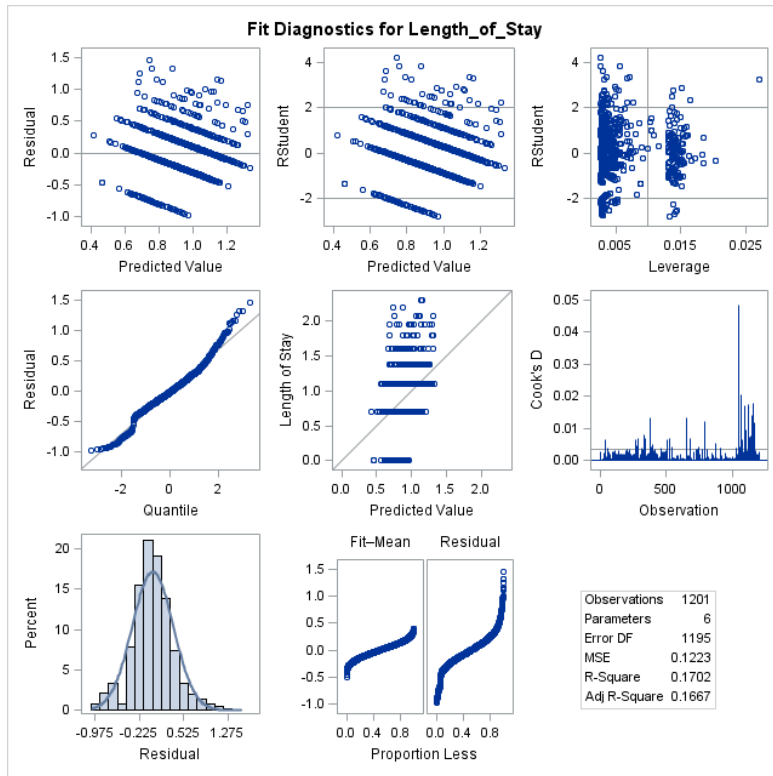 Fit Diagnostics for Length_of_Stay
1.5
1.0
0.5
0.0
-0.5
-1.0
Residual
0.4 0.6 0.8 1.0 1.2
Predicted Value
4
2
0
-2
RStudent
0.4 0.6 0.8 1.0 1.2
Predicted Value
4
2
0
-2
RStudent
0.005 0.015 0.025
Leverage
1.5
1.0
0.5
0.0
-0.5
-1.0
Residual
-2 0 2
Quantile
2.0
1.5
1.0
0.5
0.0
Length of Stay
0.0 0.5 1.0 1.5 2.0
Predicted Value
0.05
0.04
0.03
0.02
0.01
0.00
Cook's D
0 500 1000
Observation
20
15
10
5
0
Percent
-0.975 -0.225 0.525 1.275
Residual
Fit–Mean Residual
1.5
1.0
0.5
0.0
-0.5
-1.0
0.0 0.4 0.8 0.0 0.4 0.8
Proportion Less
Observations 1201
Parameters 6
Error DF 1195
MSE 0.1223
R-Square 0.1702
Adj R-Square 0.1667